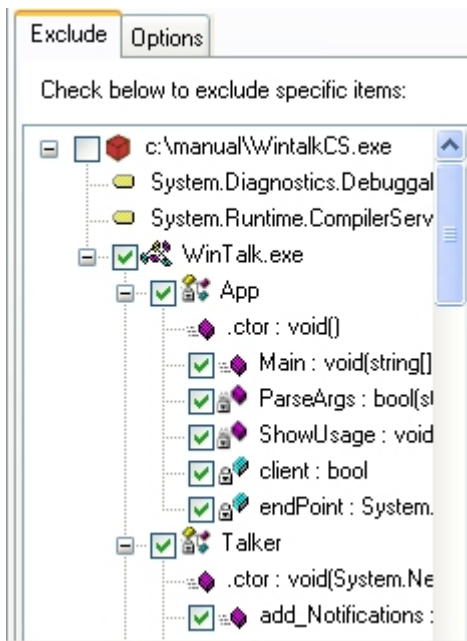 Exclude Options
Check below to exclude specific items:
c:\manual\WintalkCS.exe
System.Diagnostics.Debuggal
System.Runtime.CompilerServ
WinTalk.exe
App
.ctor : void()
Main : void(string[]
ParseArgs : bool(st
ShowUsage : void
client : bool
endPoint : System.
Talker
.ctor : void(System.Ne
add_Notifications :